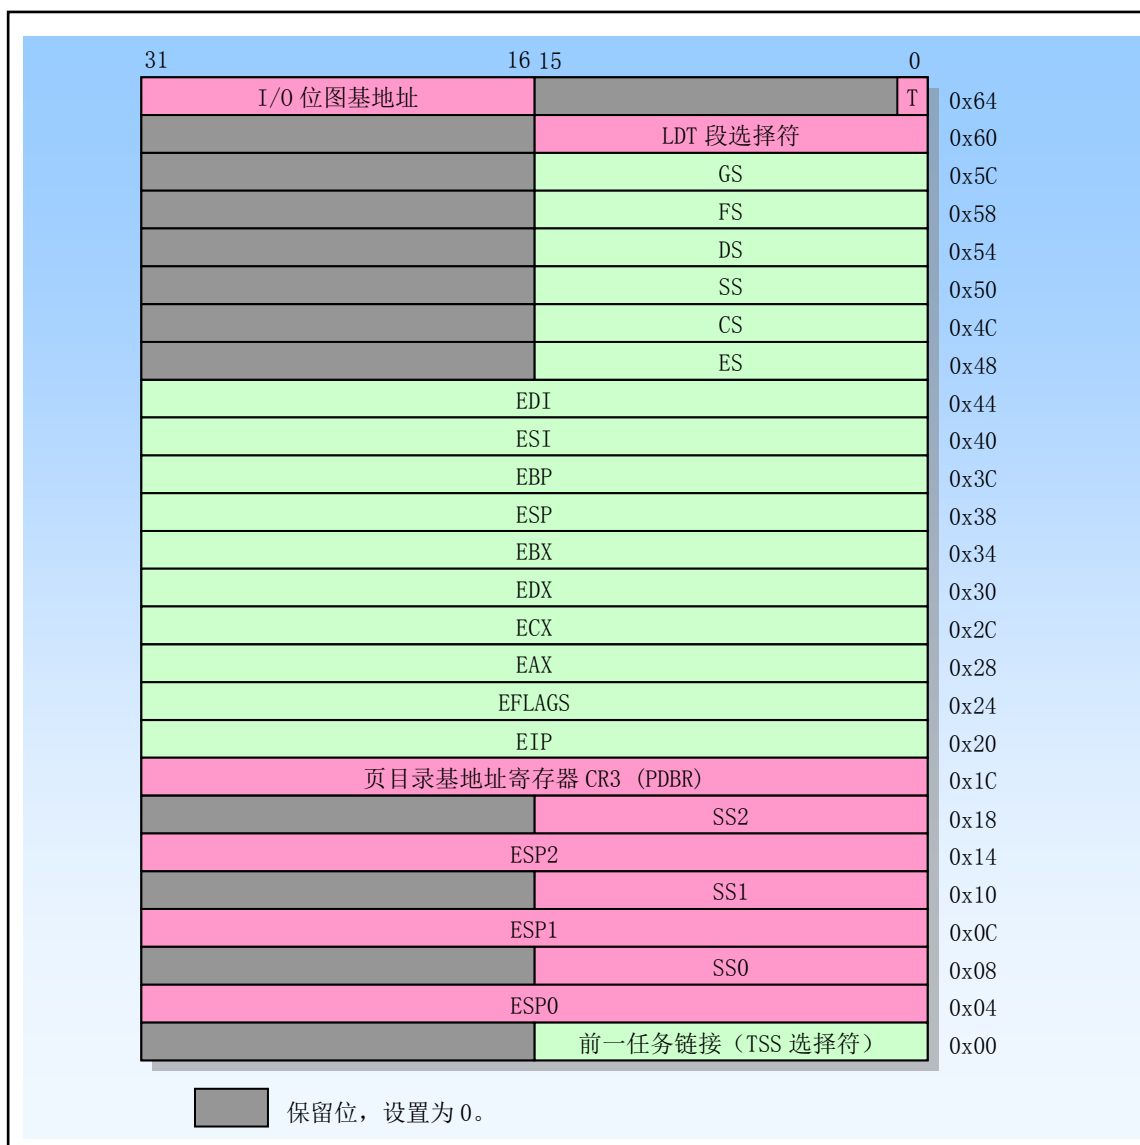 31 16 15 0
I/O 位图基地址 T 0x64
LDT 段选择符 0x60
GS 0x5C
FS 0x58
DS 0x54
SS 0x50
CS 0x4C
ES 0x48
EDI 0x44
ESI 0x40
EBP 0x3C
ESP 0x38
EBX 0x34
EDX 0x30
ECX 0x2C
EAX 0x28
EFLAGS 0x24
EIP 0x20
页目录基地址寄存器 CR3 (PDBR) 0x1C
SS2 0x18
ESP2 0x14
SS1 0x10
ESP1 0x0C
SS0 0x08
ESP0 0x04
前一任务链接（TSS 选择符） 0x00
保留位，设置为 0。